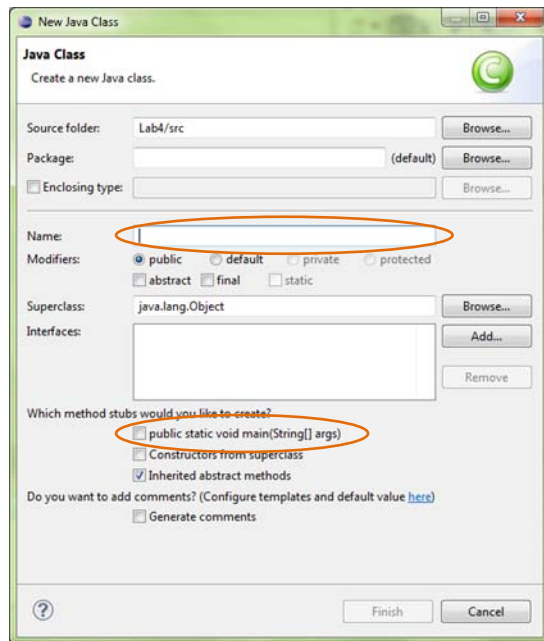 New Java Class
Java Class
Create a new Java class.
C
Source folder: Lab4/src Browse...
Package: (default) Browse...
Enclosing type: Browse...
Name:
Modifiers: public default private protected
abstract final static
Superclass: java.lang.Object Browse...
Interfaces: Add...
Remove
Which method stubs would you like to create?
public static void main(String[] args)
Constructors from superclass
Inherited abstract methods
Do you want to add comments? (Configure templates and default value here)
Generate comments
? Finish Cancel